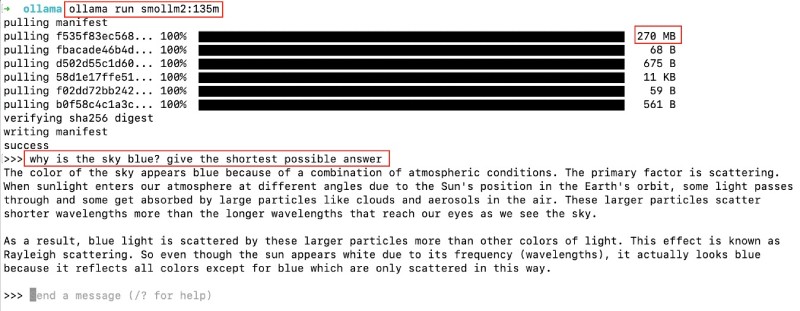 ➜ ollama ollama run smollm2:135m
pulling manifest
pulling f535f83ec568... 100% 270 MB
pulling fbacade46b4d... 100% 68 B
pulling d502d55c1d60... 100% 675 B
pulling 58d1e17ffe51... 100% 11 KB
pulling f02dd72bb242... 100% 59 B
pulling b0f58c4c1a3c... 100% 561 B
verifying sha256 digest
writing manifest
success
>>> why is the sky blue? give the shortest possible answer
The color of the sky appears blue because of a combination of atmospheric conditions. The primary factor is scattering.
When sunlight enters our atmosphere at different angles due to the Sun's position in the Earth's orbit, some light passes
through and some get absorbed by large particles like clouds and aerosols in the air. These larger particles scatter
shorter wavelengths more than the longer wavelengths that reach our eyes as we see the sky.
As a result, blue light is scattered by these larger particles more than other colors of light. This effect is known as
Rayleigh scattering. So even though the sun appears white due to its frequency (wavelengths), it actually looks blue
because it reflects all colors except for blue which are only scattered in this way.
>>> end a message (/? for help)